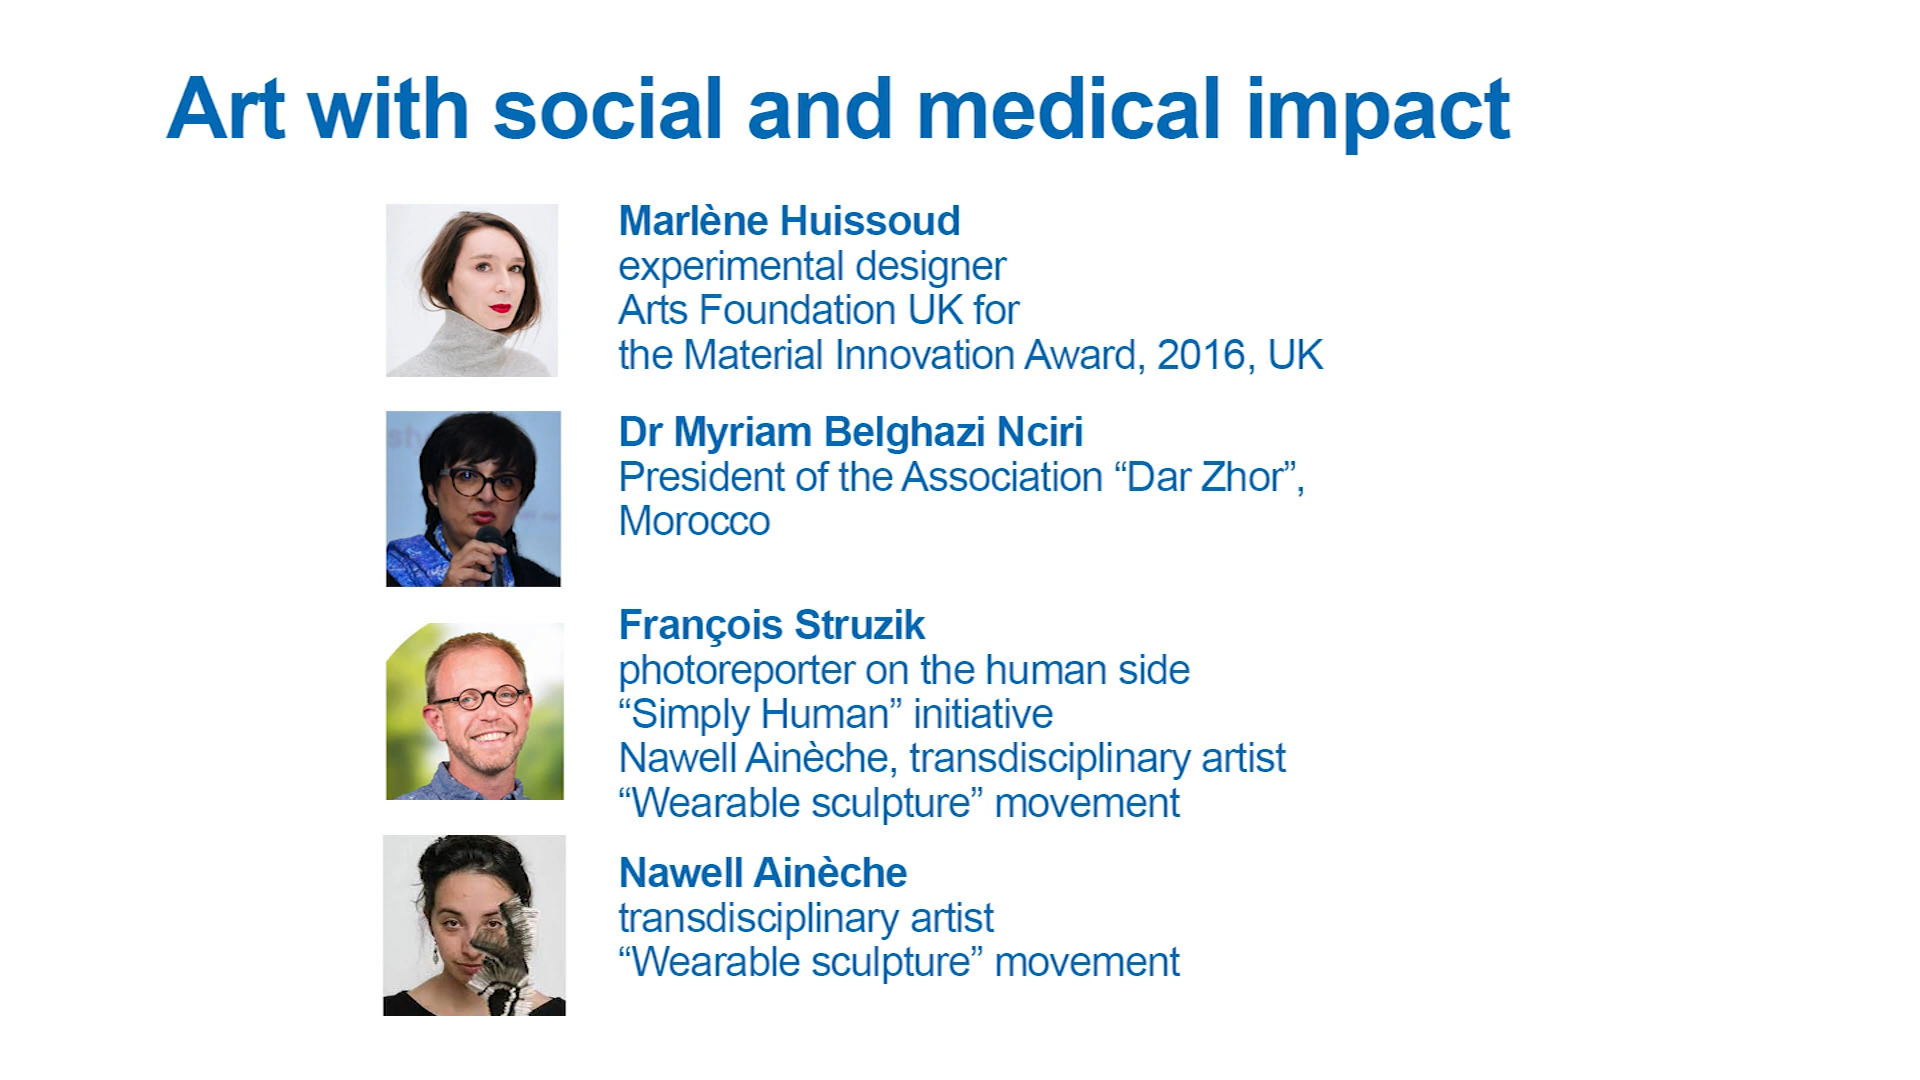 Art with social and medical impact
Marlène Huissoud
experimental designer
Arts Foundation UK for
the Material Innovation Award, 2016, UK
Dr Myriam Belghazi Nciri
President of the Association “Dar Zhor”,
Morocco
François Struzik
photoreporter on the human side
“Simply Human” initiative
Nawell Ainèche, transdisciplinary artist
“Wearable sculpture” movement
Nawell Ainèche
transdisciplinary artist
“Wearable sculpture” movement